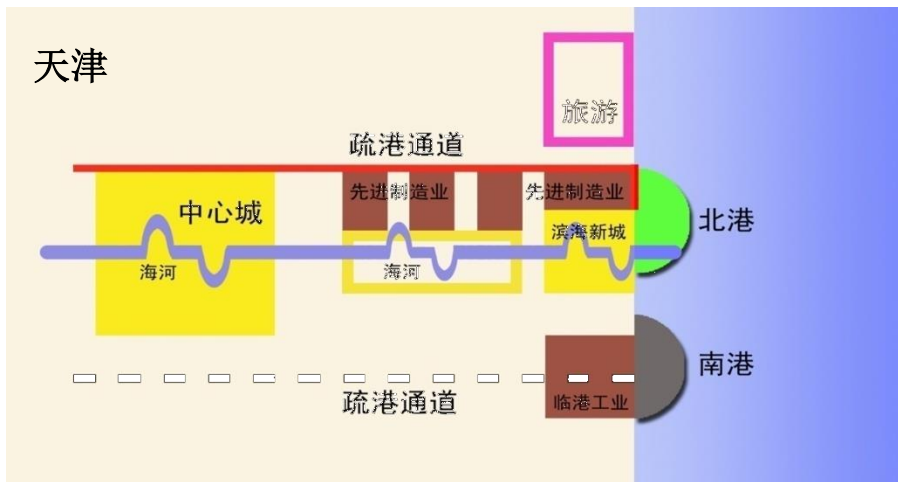 天津
旅游
疏港通道
先进制造业
先进制造业
中心城
滨海新城
北港
海河
海河
南港
疏港通道
临港工业